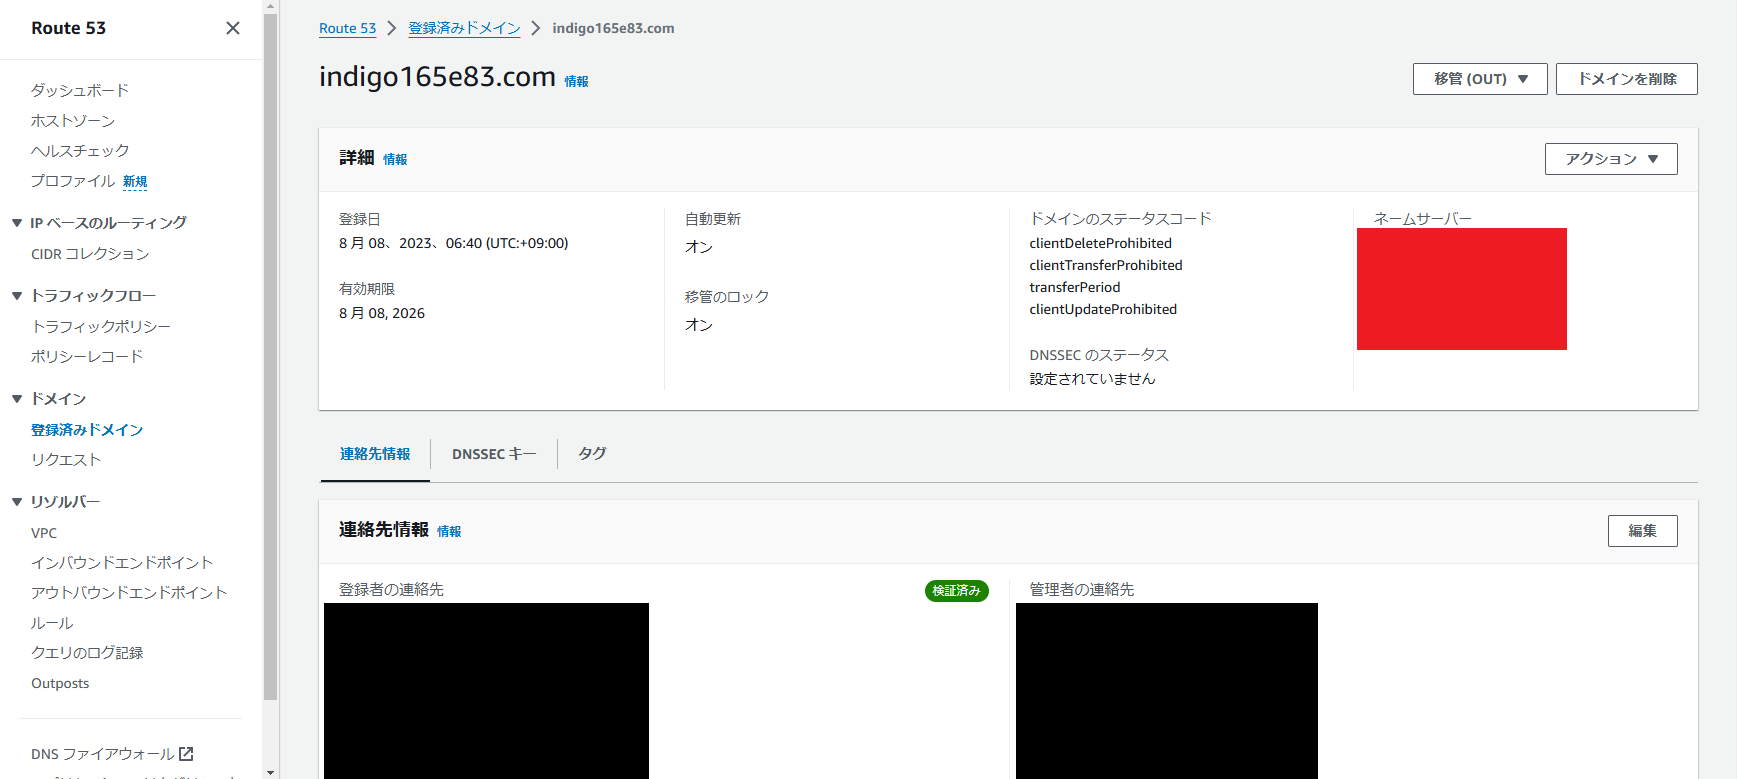 Route 53
ダッシュボード
ホストゾーン
ヘルスチェック
プロファイル 新規
IP ベースのルーティング
CIDR コレクション
トラフィックフロー
トラフィックポリシー
ポリシーレコード
ドメイン
登録済みドメイン
リクエスト
リゾルバー
VPC
インバウンドエンドポイント
アウトバウンドエンドポイント
ルール
クエリのログ記録
Outposts
DNS ファイアウォール
Route 53 登録済みドメイン indigo165e83.com
indigo165e83.com 情報
移管 (OUT)
ドメインを削除
詳細 情報
アクション
登録日
8 月 08、2023、06:40 (UTC:+09:00)
有効期限
8 月 08, 2026
自動更新
オン
移管のロック
オン
ドメインのステータスコード
clientDeleteProhibited
clientTransferProhibited
transferPeriod
clientUpdateProhibited
DNSSEC のステータス
設定されていません
ネームサーバー
連絡先情報
DNSSEC キー
タグ
連絡先情報 情報
編集
登録者の連絡先
検証済み
管理者の連絡先